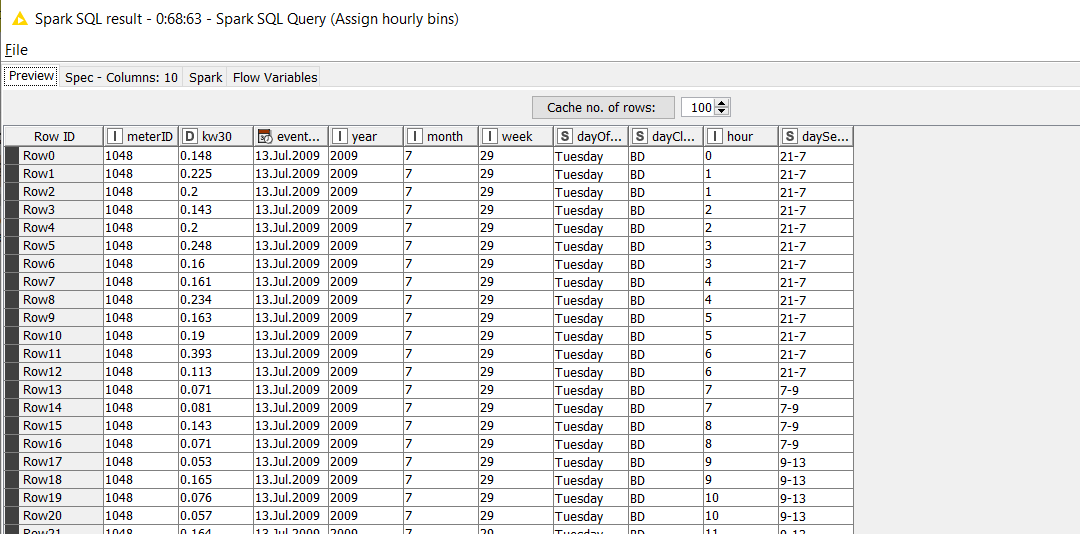 Spark SQL result - 0:68:63 - Spark SQL Query (Assign hourly bins)
File
Preview Spec - Columns: 10 Spark Flow Variables
Cache no. of rows: 100
Row ID I meterID D kw30 event... I year I month I week S dayOf... S dayCl... I hour S daySe...
Row0 1048 0.148 13.Jul.2009 2009 7 29 Tuesday BD 0 21-7
Row1 1048 0.225 13.Jul.2009 2009 7 29 Tuesday BD 1 21-7
Row2 1048 0.2 13.Jul.2009 2009 7 29 Tuesday BD 1 21-7
Row3 1048 0.143 13.Jul.2009 2009 7 29 Tuesday BD 2 21-7
Row4 1048 0.2 13.Jul.2009 2009 7 29 Tuesday BD 2 21-7
Row5 1048 0.248 13.Jul.2009 2009 7 29 Tuesday BD 3 21-7
Row6 1048 0.16 13.Jul.2009 2009 7 29 Tuesday BD 3 21-7
Row7 1048 0.161 13.Jul.2009 2009 7 29 Tuesday BD 4 21-7
Row8 1048 0.234 13.Jul.2009 2009 7 29 Tuesday BD 4 21-7
Row9 1048 0.163 13.Jul.2009 2009 7 29 Tuesday BD 5 21-7
Row10 1048 0.19 13.Jul.2009 2009 7 29 Tuesday BD 5 21-7
Row11 1048 0.393 13.Jul.2009 2009 7 29 Tuesday BD 6 21-7
Row12 1048 0.113 13.Jul.2009 2009 7 29 Tuesday BD 6 21-7
Row13 1048 0.071 13.Jul.2009 2009 7 29 Tuesday BD 7 7-9
Row14 1048 0.081 13.Jul.2009 2009 7 29 Tuesday BD 7 7-9
Row15 1048 0.143 13.Jul.2009 2009 7 29 Tuesday BD 8 7-9
Row16 1048 0.071 13.Jul.2009 2009 7 29 Tuesday BD 8 7-9
Row17 1048 0.053 13.Jul.2009 2009 7 29 Tuesday BD 9 9-13
Row18 1048 0.165 13.Jul.2009 2009 7 29 Tuesday BD 9 9-13
Row19 1048 0.076 13.Jul.2009 2009 7 29 Tuesday BD 10 9-13
Row20 1048 0.057 13.Jul.2009 2009 7 29 Tuesday BD 10 9-13
Row21 1048 0.164 13.Jul.2009 2009 7 29 Tuesday BD 11 9-13